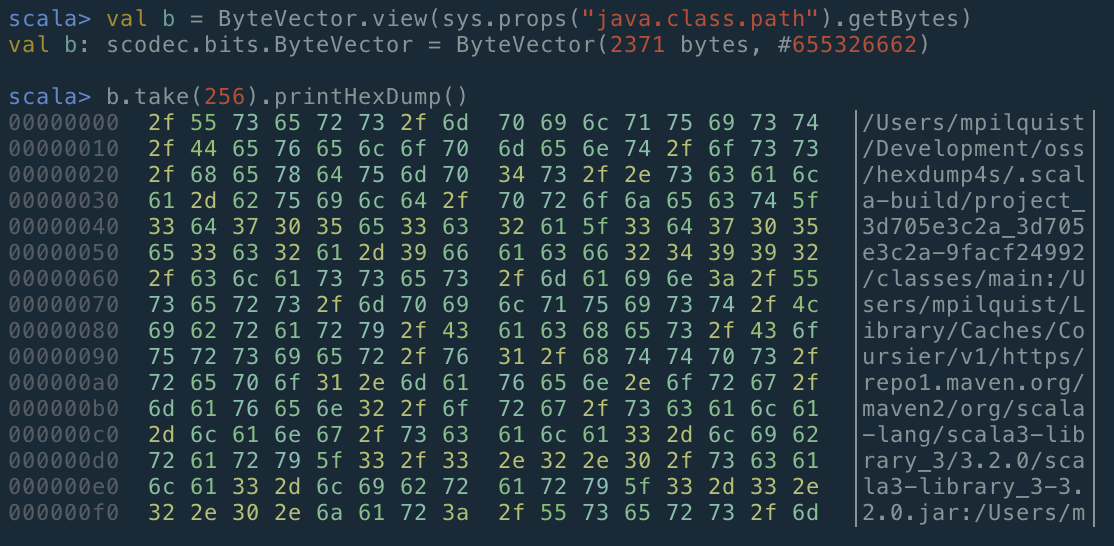 scala> val b = ByteVector.view(sys.props("java.class.path").getBytes)
val b: scodec.bits.ByteVector = ByteVector(2371 bytes, #655326662)
scala> b.take(256).printHexDump()
00000000  2f 55 73 65 72 73 2f 6d  70 69 6c 71 75 69 73 74  │/Users/mpilquist│
00000010  2f 44 65 76 65 6c 6f 70  6d 65 6e 74 2f 6f 73 73  │/Development/oss│
00000020  2f 68 65 78 64 75 6d 70  34 73 2f 2e 73 63 61 6c  │/hexdump4s/.scal│
00000030  61 2d 62 75 69 6c 64 2f  70 72 6f 6a 65 63 74 5f  │a-build/project_│
00000040  33 64 37 30 35 65 33 63  32 61 5f 33 64 37 30 35  │3d705e3c2a_3d705│
00000050  65 33 63 32 61 2d 39 66  61 63 66 32 34 39 39 32  │e3c2a-9facf24992│
00000060  2f 63 6c 61 73 73 65 73  2f 6d 61 69 6e 3a 2f 55  │/classes/main:/U│
00000070  73 65 72 73 2f 6d 70 69  6c 71 75 69 73 74 2f 4c  │sers/mpilquist/L│
00000080  69 62 72 61 72 79 2f 43  61 63 68 65 73 2f 43 6f  │ibrary/Caches/Co│
00000090  75 72 73 69 65 72 2f 76  31 2f 68 74 74 70 73 2f  │ursier/v1/https/│
000000a0  72 65 70 6f 31 2e 6d 61  76 65 6e 2e 6f 72 67 2f  │repo1.maven.org/│
000000b0  6d 61 76 65 6e 32 2f 6f  72 67 2f 73 63 61 6c 61  │maven2/org/scala│
000000c0  2d 6c 61 6e 67 2f 73 63  61 6c 61 33 2d 6c 69 62  │-lang/scala3-lib│
000000d0  72 61 72 79 5f 33 2f 33  2e 32 2e 30 2f 73 63 61  │rary_3/3.2.0/sca│
000000e0  6c 61 33 2d 6c 69 62 72  61 72 79 5f 33 2d 33 2e  │la3-library_3-3.│
000000f0  32 2e 30 2e 6a 61 72 3a  2f 55 73 65 72 73 2f 6d  │2.0.jar:/Users/m│